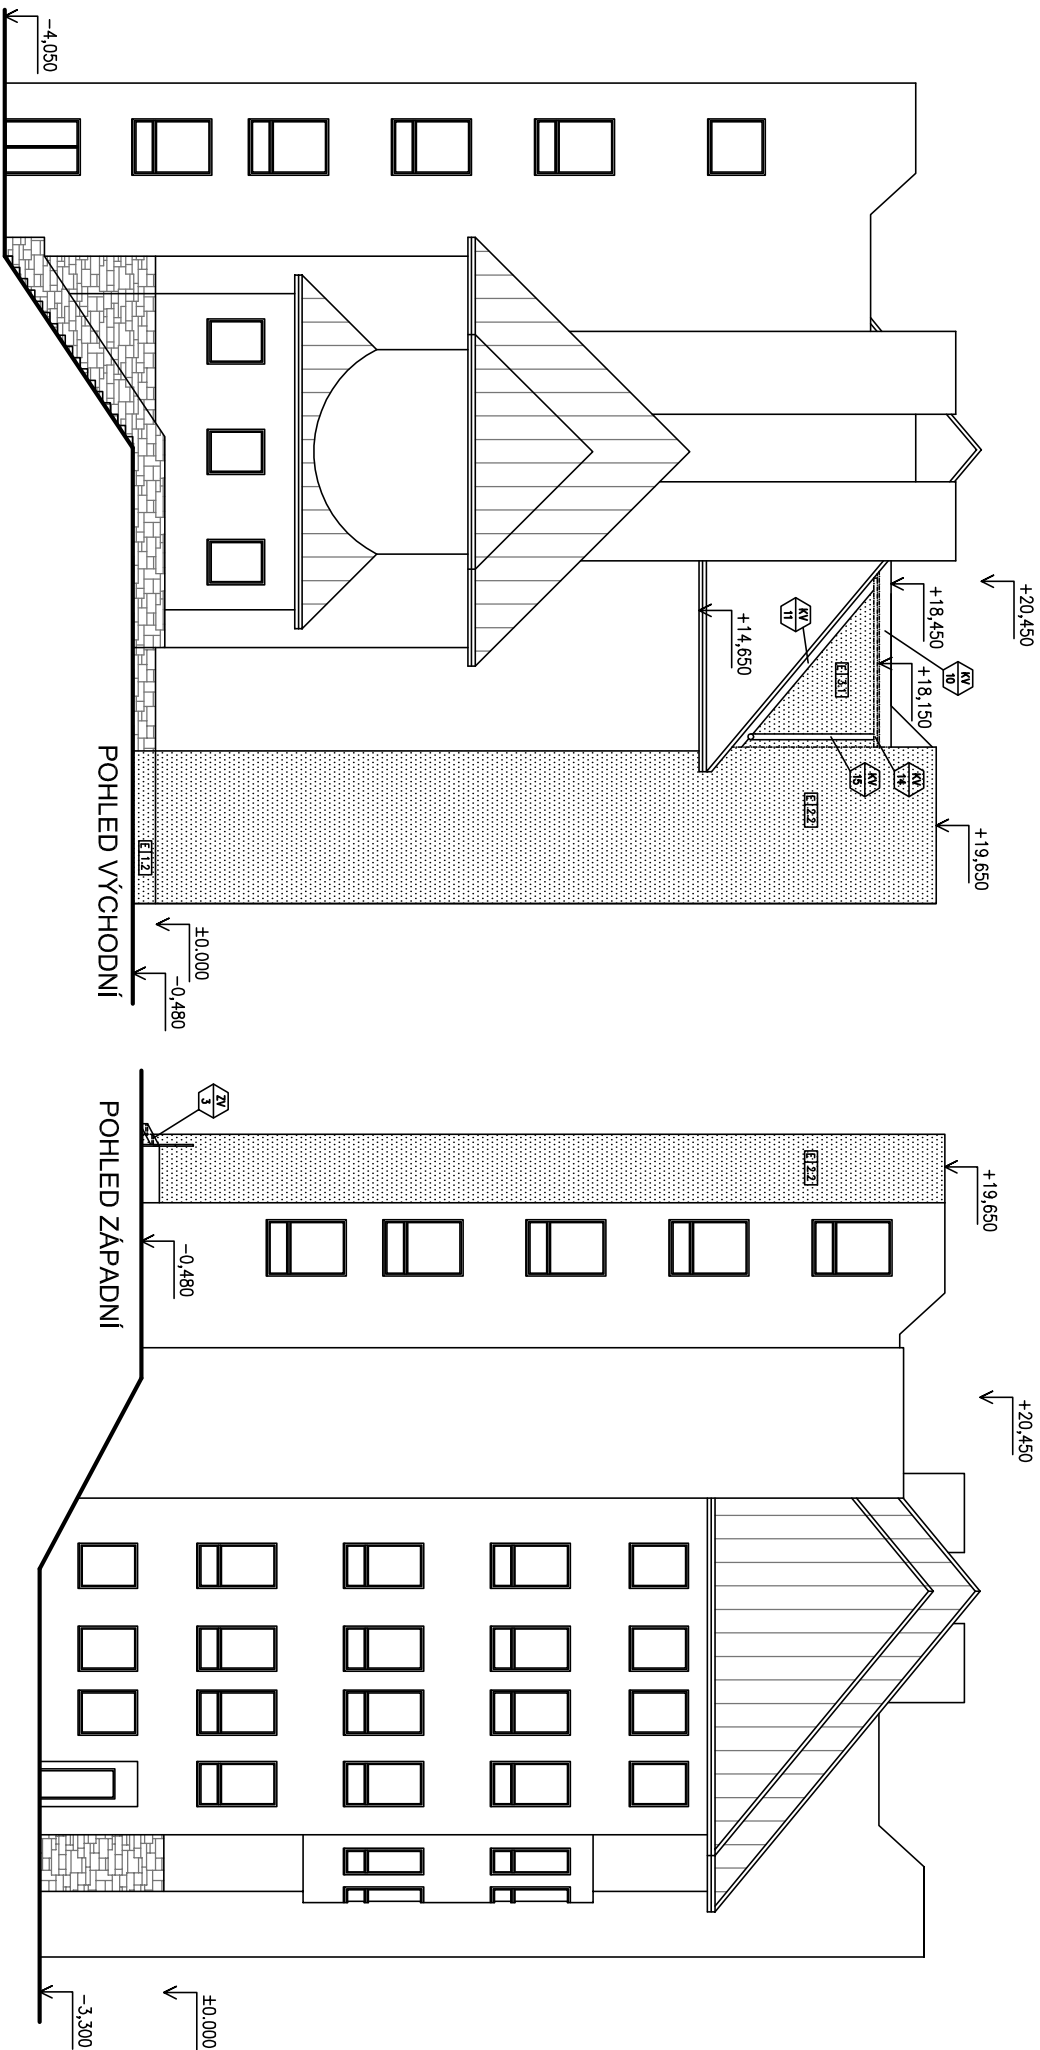 -4,050
+20,450
+18,450
KV
10
+18,150
+14,650
KV
11
E 3.1
KV
14
KV
15
E 2.2
+19,650
E 1.2
±0.000
-0,480
POHLED VÝCHODNÍ
ZV
3
E 2.2
+19,650
-0,480
+20,450
±0.000
-3,300
POHLED ZÁPADNÍ